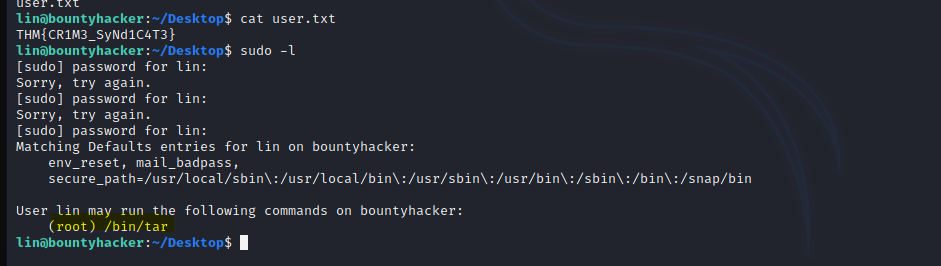 user.txt
lin@bountyhacker:~/Desktop$ cat user.txt
THM{CR1M3_SyNd1C4T3}
lin@bountyhacker:~/Desktop$ sudo -l
[sudo] password for lin:
Sorry, try again.
[sudo] password for lin:
Sorry, try again.
[sudo] password for lin:
Matching Defaults entries for lin on bountyhacker:
    env_reset, mail_badpass,
    secure_path=/usr/local/sbin\:/usr/local/bin\:/usr/sbin\:/usr/bin\:/sbin\:/bin\:/snap/bin

User lin may run the following commands on bountyhacker:
    (root) /bin/tar
lin@bountyhacker:~/Desktop$